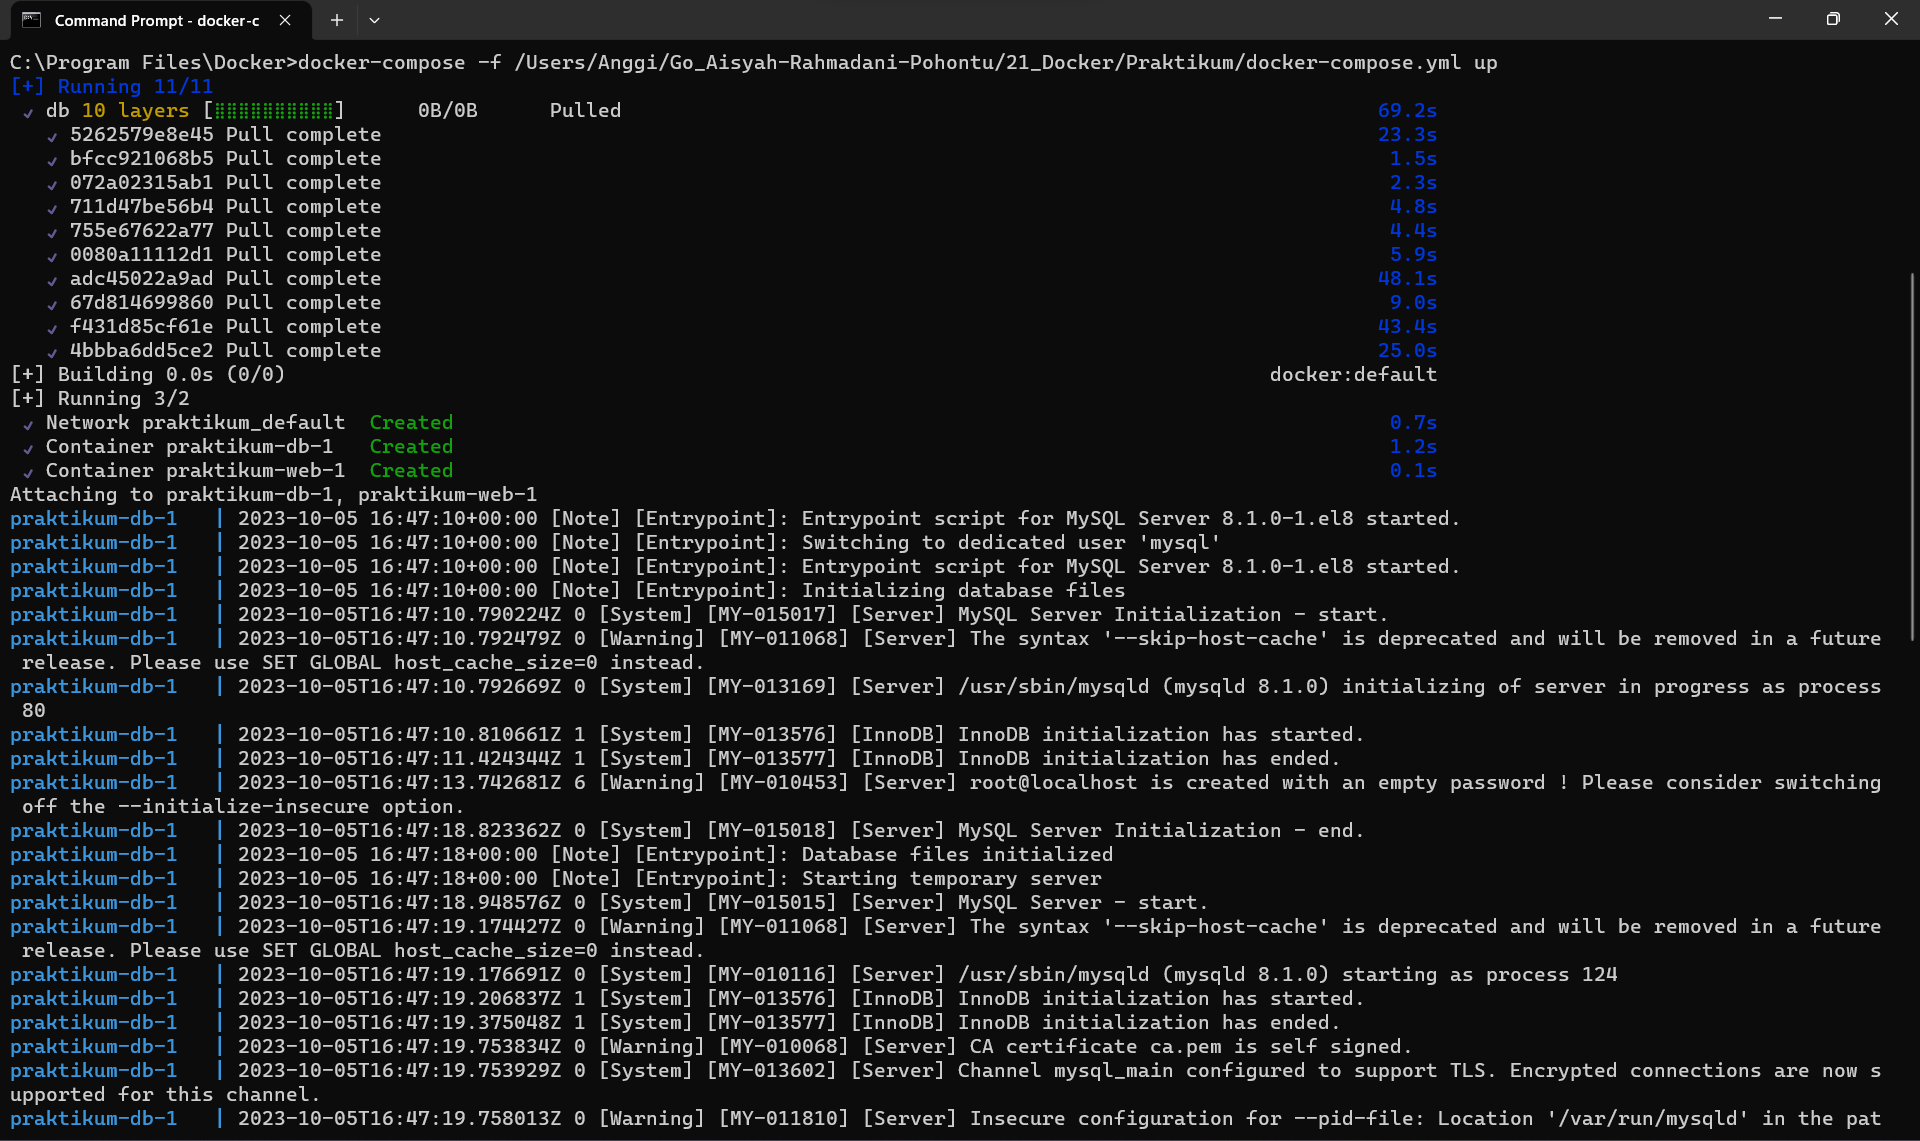 Command Prompt - docker-c
C:\Program Files\Docker>docker-compose -f /Users/Anggi/Go_Aisyah-Rahmadani-Pohontu/21_Docker/Praktikum/docker-compose.yml up
[+] Running 11/11
✓ db 10 layers [⣿⣿⣿⣿⣿⣿⣿⣿⣿⣿] 0B/0B Pulled 69.2s
✓ 5262579e8e45 Pull complete 23.3s
✓ bfcc921068b5 Pull complete 1.5s
✓ 072a02315ab1 Pull complete 2.3s
✓ 711d47be56b4 Pull complete 4.8s
✓ 755e67622a77 Pull complete 4.4s
✓ 0080a11112d1 Pull complete 5.9s
✓ adc45022a9ad Pull complete 48.1s
✓ 67d814699860 Pull complete 9.0s
✓ f431d85cf61e Pull complete 43.4s
✓ 4bbba6dd5ce2 Pull complete 25.0s
[+] Building 0.0s (0/0) docker:default
[+] Running 3/2
✓ Network praktikum_default Created 0.7s
✓ Container praktikum-db-1 Created 1.2s
✓ Container praktikum-web-1 Created 0.1s
Attaching to praktikum-db-1, praktikum-web-1
praktikum-db-1 | 2023-10-05 16:47:10+00:00 [Note] [Entrypoint]: Entrypoint script for MySQL Server 8.1.0-1.el8 started.
praktikum-db-1 | 2023-10-05 16:47:10+00:00 [Note] [Entrypoint]: Switching to dedicated user 'mysql'
praktikum-db-1 | 2023-10-05 16:47:10+00:00 [Note] [Entrypoint]: Entrypoint script for MySQL Server 8.1.0-1.el8 started.
praktikum-db-1 | 2023-10-05 16:47:10+00:00 [Note] [Entrypoint]: Initializing database files
praktikum-db-1 | 2023-10-05T16:47:10.790224Z 0 [System] [MY-015017] [Server] MySQL Server Initialization - start.
praktikum-db-1 | 2023-10-05T16:47:10.792479Z 0 [Warning] [MY-011068] [Server] The syntax '--skip-host-cache' is deprecated and will be removed in a future
release. Please use SET GLOBAL host_cache_size=0 instead.
praktikum-db-1 | 2023-10-05T16:47:10.792669Z 0 [System] [MY-013169] [Server] /usr/sbin/mysqld (mysqld 8.1.0) initializing of server in progress as process
80
praktikum-db-1 | 2023-10-05T16:47:10.810661Z 1 [System] [MY-013576] [InnoDB] InnoDB initialization has started.
praktikum-db-1 | 2023-10-05T16:47:11.424344Z 1 [System] [MY-013577] [InnoDB] InnoDB initialization has ended.
praktikum-db-1 | 2023-10-05T16:47:13.742681Z 6 [Warning] [MY-010453] [Server] root@localhost is created with an empty password ! Please consider switching
off the --initialize-insecure option.
praktikum-db-1 | 2023-10-05T16:47:18.823362Z 0 [System] [MY-015018] [Server] MySQL Server Initialization - end.
praktikum-db-1 | 2023-10-05 16:47:18+00:00 [Note] [Entrypoint]: Database files initialized
praktikum-db-1 | 2023-10-05 16:47:18+00:00 [Note] [Entrypoint]: Starting temporary server
praktikum-db-1 | 2023-10-05T16:47:18.948576Z 0 [System] [MY-015015] [Server] MySQL Server - start.
praktikum-db-1 | 2023-10-05T16:47:19.174427Z 0 [Warning] [MY-011068] [Server] The syntax '--skip-host-cache' is deprecated and will be removed in a future
release. Please use SET GLOBAL host_cache_size=0 instead.
praktikum-db-1 | 2023-10-05T16:47:19.176691Z 0 [System] [MY-010116] [Server] /usr/sbin/mysqld (mysqld 8.1.0) starting as process 124
praktikum-db-1 | 2023-10-05T16:47:19.206837Z 1 [System] [MY-013576] [InnoDB] InnoDB initialization has started.
praktikum-db-1 | 2023-10-05T16:47:19.375048Z 1 [System] [MY-013577] [InnoDB] InnoDB initialization has ended.
praktikum-db-1 | 2023-10-05T16:47:19.753834Z 0 [Warning] [MY-010068] [Server] CA certificate ca.pem is self signed.
praktikum-db-1 | 2023-10-05T16:47:19.753929Z 0 [System] [MY-013602] [Server] Channel mysql_main configured to support TLS. Encrypted connections are now s
upported for this channel.
praktikum-db-1 | 2023-10-05T16:47:19.758013Z 0 [Warning] [MY-011810] [Server] Insecure configuration for --pid-file: Location '/var/run/mysqld' in the pat